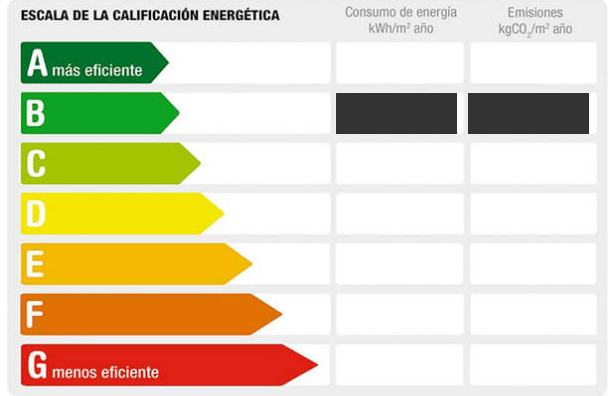 ESCALA DE LA CALIFICACIÓN ENERGÉTICA
Consumo de energía
kWh/m² año
Emisiones
kgCO₂/m² año
A más eficiente
B
C
D
E
F
G menos eficiente